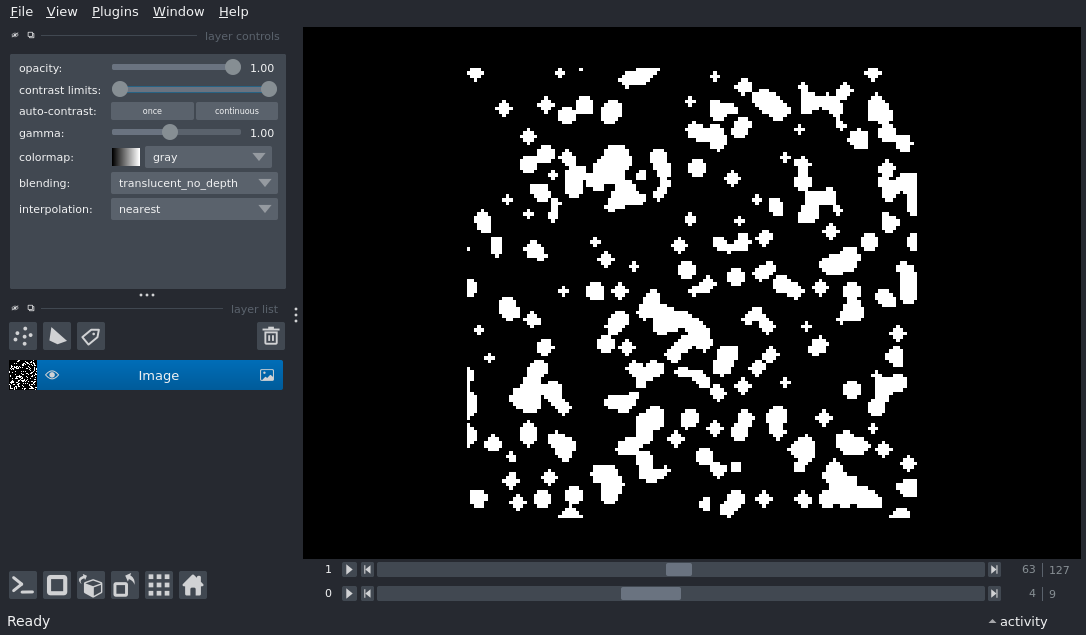 File View Plugins Window Help
layer controls
opacity: 1.00
contrast limits:
auto-contrast: once continuous
gamma: 1.00
colormap: gray
blending: translucent_no_depth
interpolation: nearest
layer list
Image
1 63 127
0 4 9
Ready activity